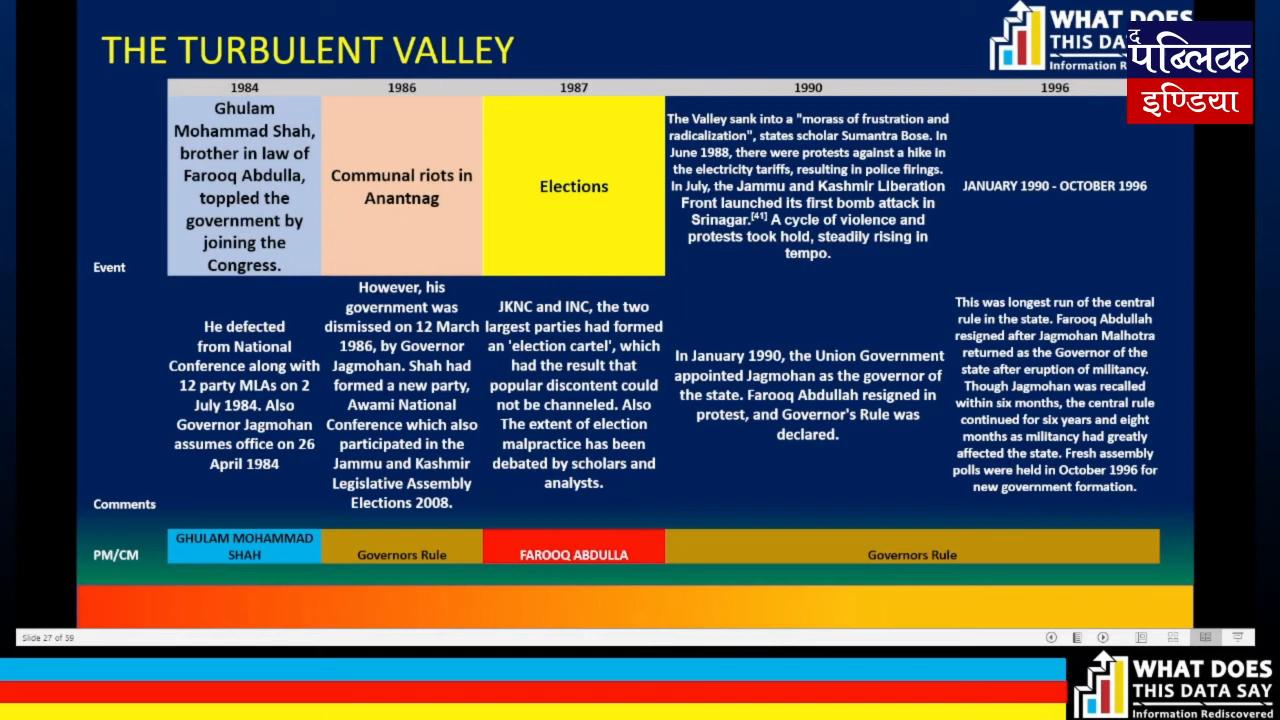 THE TURBULENT VALLEY
WHAT DOES
THIS DA
Information R
द
पब्लिक
इण्डिया
1984
1986
1987
1990
1996
Event
Ghulam
Mohammad Shah,
brother in law of
Farooq Abdulla,
toppled the
government by
joining the
Congress.
Communal riots in
Anantnag
Elections
The Valley sank into a "morass of frustration and
radicalization", states scholar Sumantra Bose. In
June 1988, there were protests against a hike in
the electricity tariffs, resulting in police firings.
In July, the Jammu and Kashmir Liberation
Front launched its first bomb attack in
Srinagar.[41] A cycle of violence and
protests took hold, steadily rising in
tempo.
JANUARY 1990 - OCTOBER 1996
Comments
He defected
from National
Conference along with
12 party MLAs on 2
July 1984. Also
Governor Jagmohan
assumes office on 26
April 1984
However, his
government was
dismissed on 12 March
1986, by Governor
Jagmohan. Shah had
formed a new party,
Awami National
Conference which also
participated in the
Jammu and Kashmir
Legislative Assembly
Elections 2008.
JKNC and INC, the two
largest parties had formed
an 'election cartel', which
had the result that
popular discontent could
not be channeled. Also
The extent of election
malpractice has been
debated by scholars and
analysts.
In January 1990, the Union Government
appointed Jagmohan as the governor of
the state. Farooq Abdullah resigned in
protest, and Governor's Rule was
declared.
This was longest run of the central
rule in the state. Farooq Abdullah
resigned after Jagmohan Malhotra
returned as the Governor of the
state after eruption of militancy.
Though Jagmohan was recalled
within six months, the central rule
continued for six years and eight
months as militancy had greatly
affected the state. Fresh assembly
polls were held in October 1996 for
new government formation.
PM/CM
GHULAM MOHAMMAD
SHAH
Governors Rule
FAROOQ ABDULLA
Governors Rule
Slide 27 of 59
WHAT DOES
THIS DATA SAY
Information Rediscovered